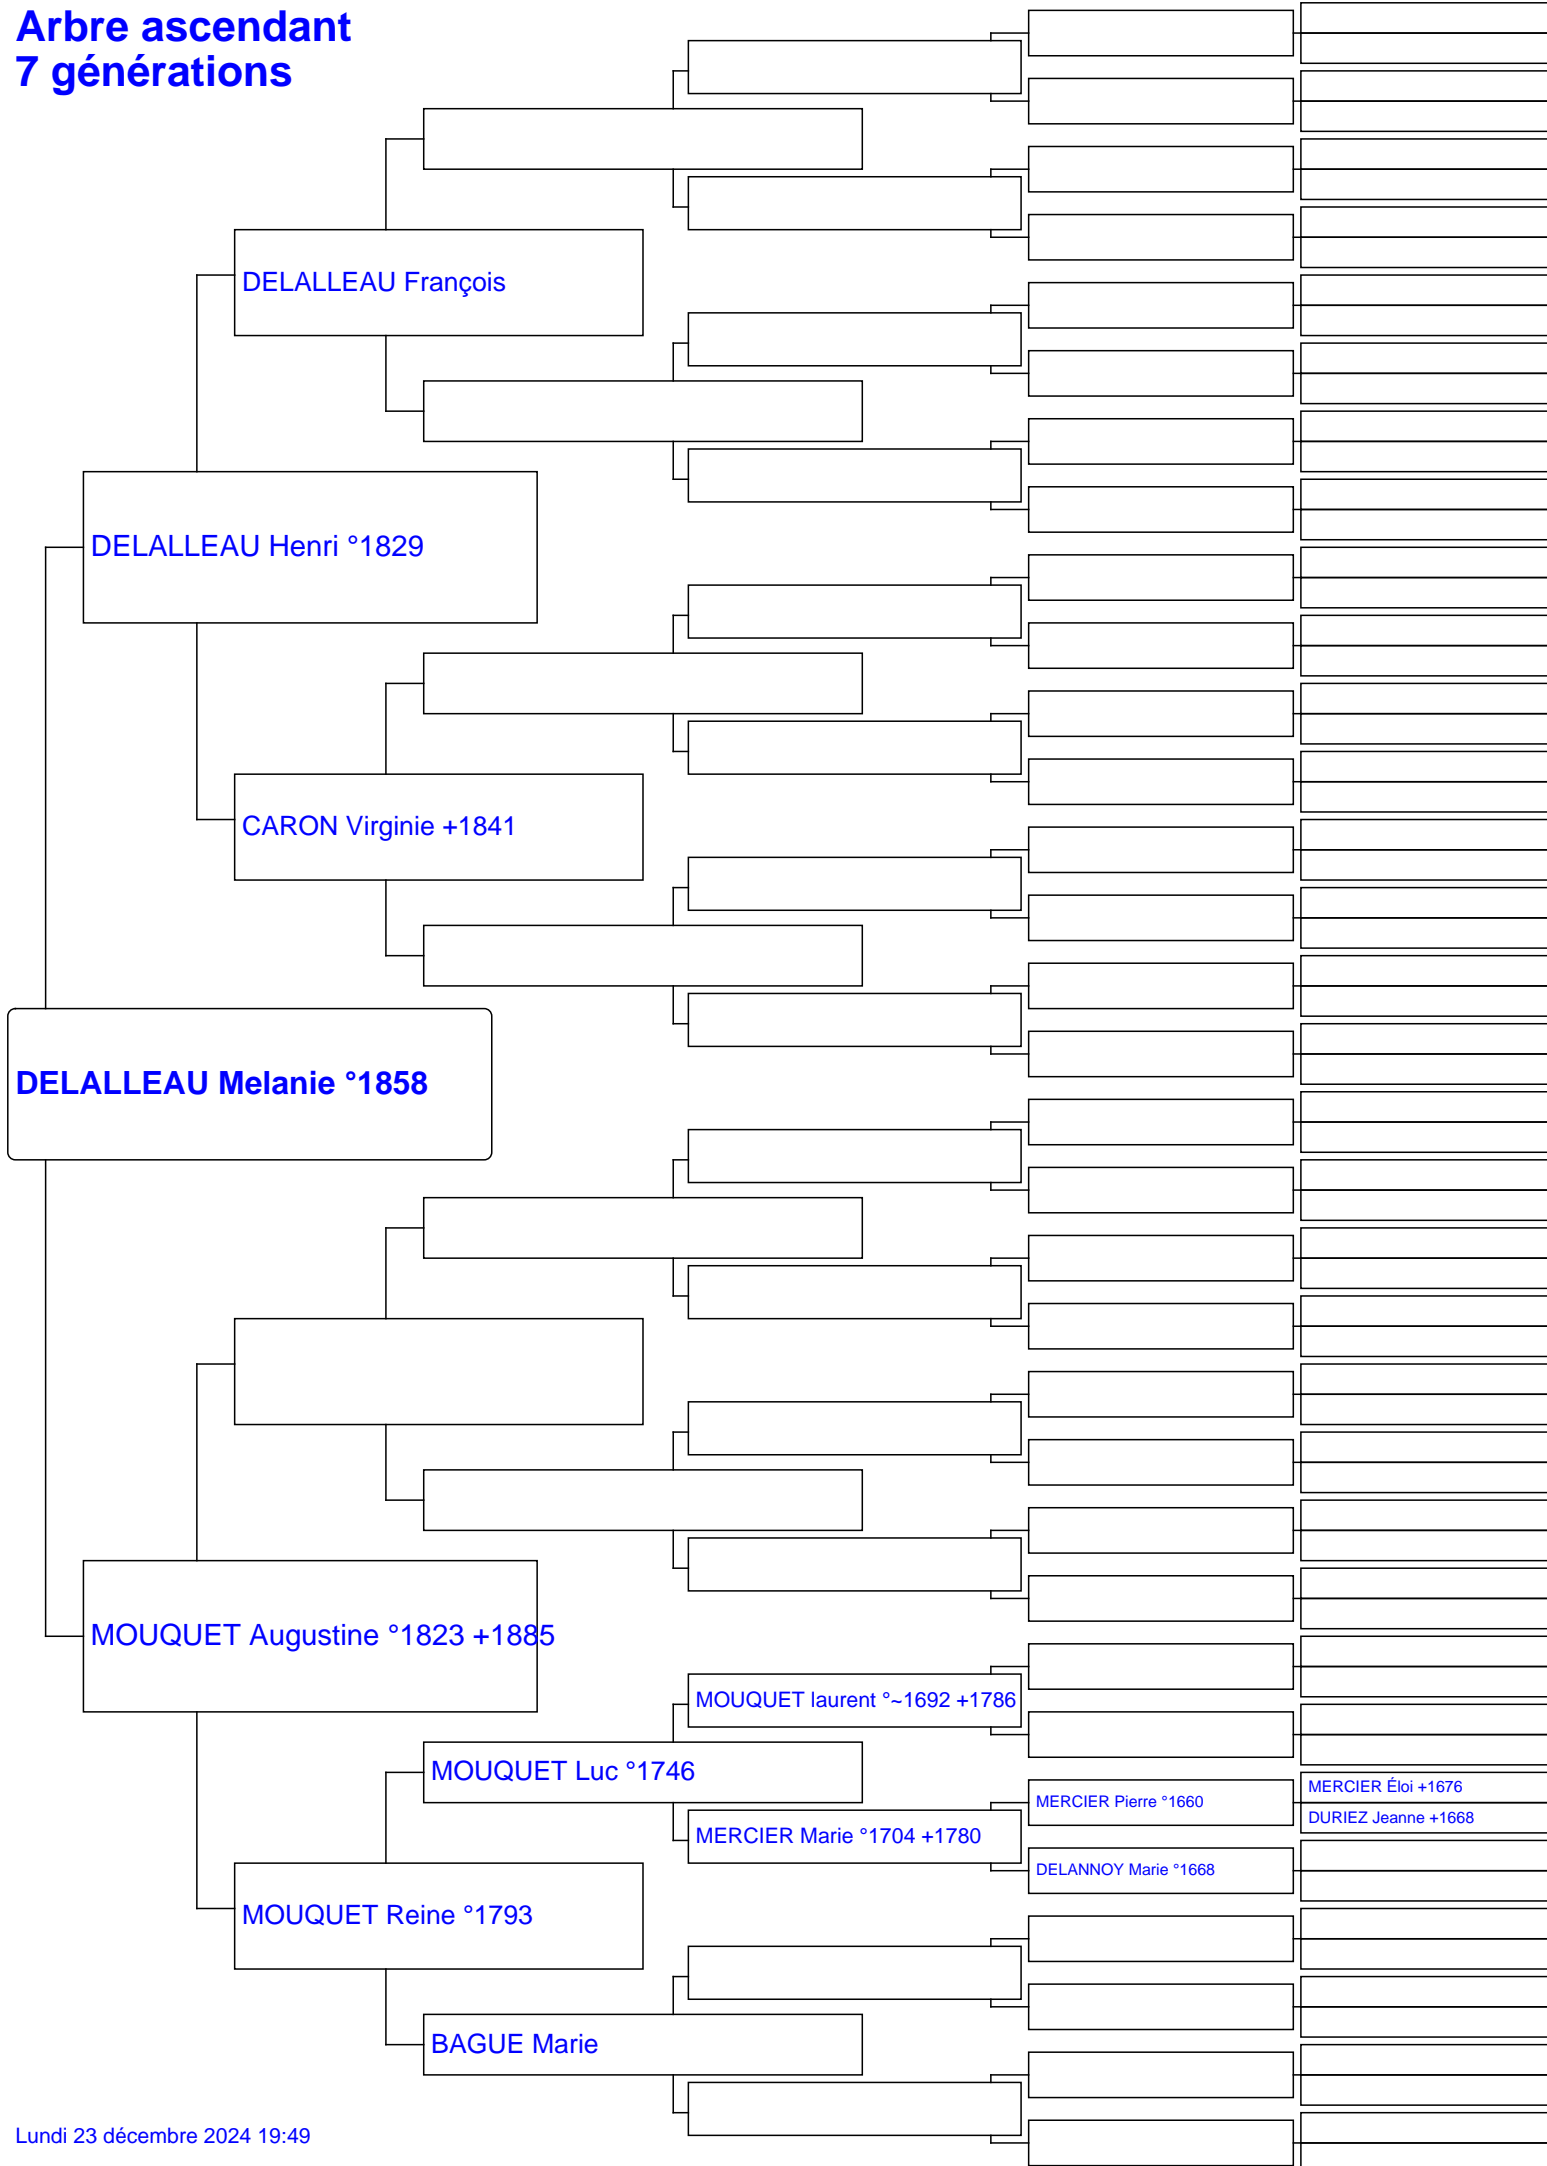 Arbre ascendant
7 générations
DELALLEAU François
DELALLEAU Henri °1829
CARON Virginie +1841
DELALLEAU Melanie °1858
MOUQUET Augustine °1823 +1885
MOUQUET laurent °~1692 +1786
MOUQUET Luc °1746
MERCIER Éloi +1676
MERCIER Pierre °1660
DURIEZ Jeanne +1668
MERCIER Marie °1704 +1780
DELANNOY Marie °1668
MOUQUET Reine °1793
BAGUE Marie
Lundi 23 décembre 2024 19:49